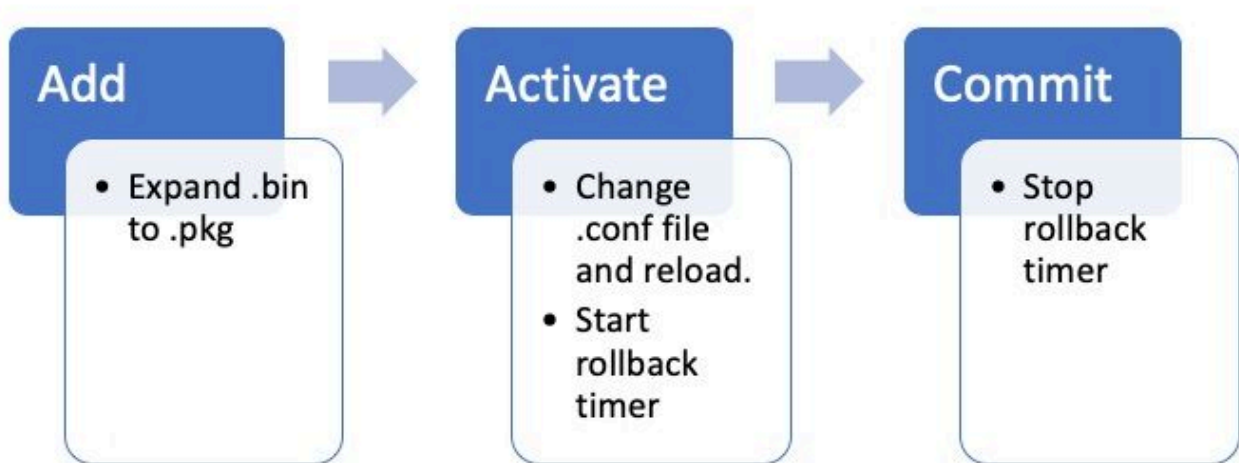 Add
• Expand .bin
to .pkg
Activate
• Change
.conf file
and reload.
• Start
rollback
timer
Commit
• Stop
rollback
timer